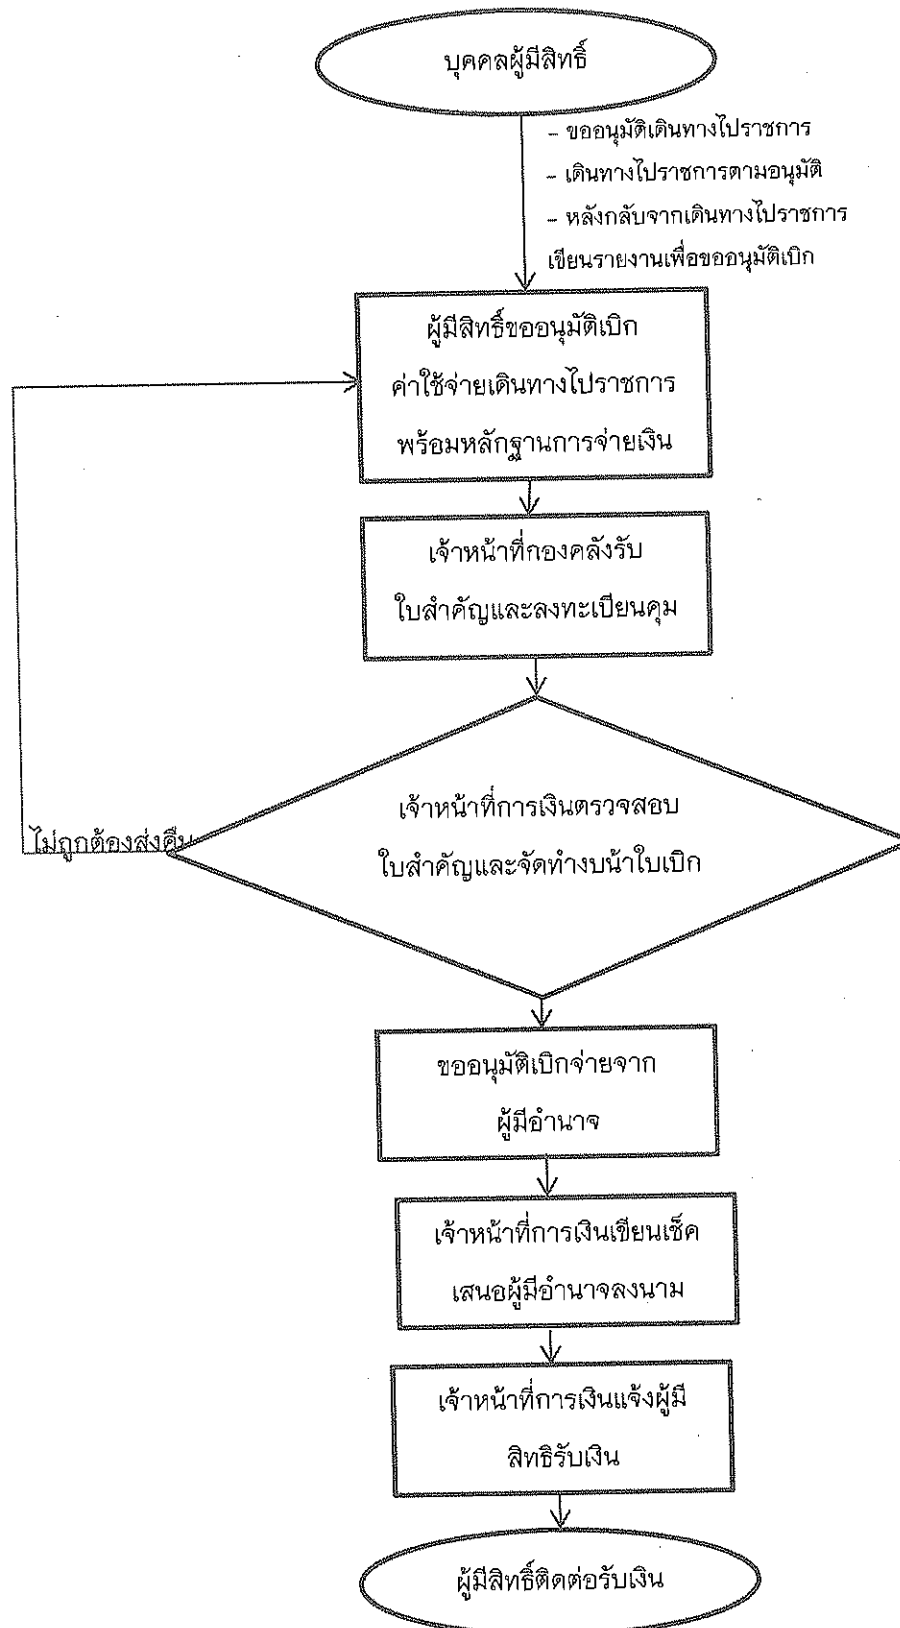 บุคคลผู้มีสิทธิ์
- ขออนุมัติเดินทางไปราชการ
- เดินทางไปราชการตามอนุมัติ
- หลังกลับจากเดินทางไปราชการ
เขียนรายงานเพื่อขออนุมัติเบิก
ผู้มีสิทธิ์ขออนุมัติเบิก
ค่าใช้จ่ายเดินทางไปราชการ
พร้อมหลักฐานการจ่ายเงิน
เจ้าหน้าที่กองคลังรับ
ใบสำคัญและลงทะเบียนคุม
เจ้าหน้าที่การเงินตรวจสอบ
ไม่ถูกต้องส่งคืน
ใบสำคัญและจัดทำงบน้าใบเบิก
ขออนุมัติเบิกจ่ายจาก
ผู้มีอำนาจ
เจ้าหน้าที่การเงินเขียนเช็ค
เสนอผู้มีอำนาจลงนาม
เจ้าหน้าที่การเงินแจ้งผู้มี
สิทธิรับเงิน
ผู้มีสิทธิ์ติดต่อรับเงิน